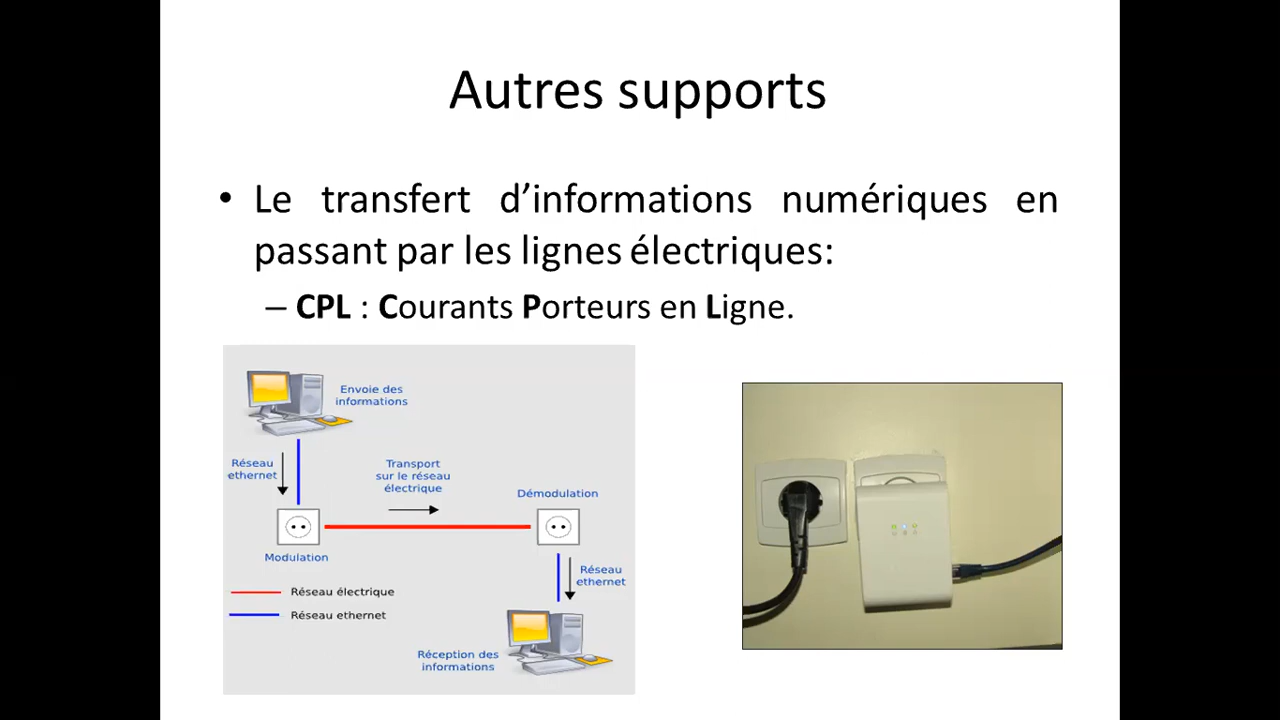 Autres supports
• Le transfert d’informations numériques en
passant par les lignes électriques:
– CPL : Courants Porteurs en Ligne.
Envoie des
informations
Réseau
ethernet
Transport
sur le réseau
électrique
Démodulation
Modulation
Réseau
ethernet
Réseau électrique
Réseau ethernet
Réception des
informations